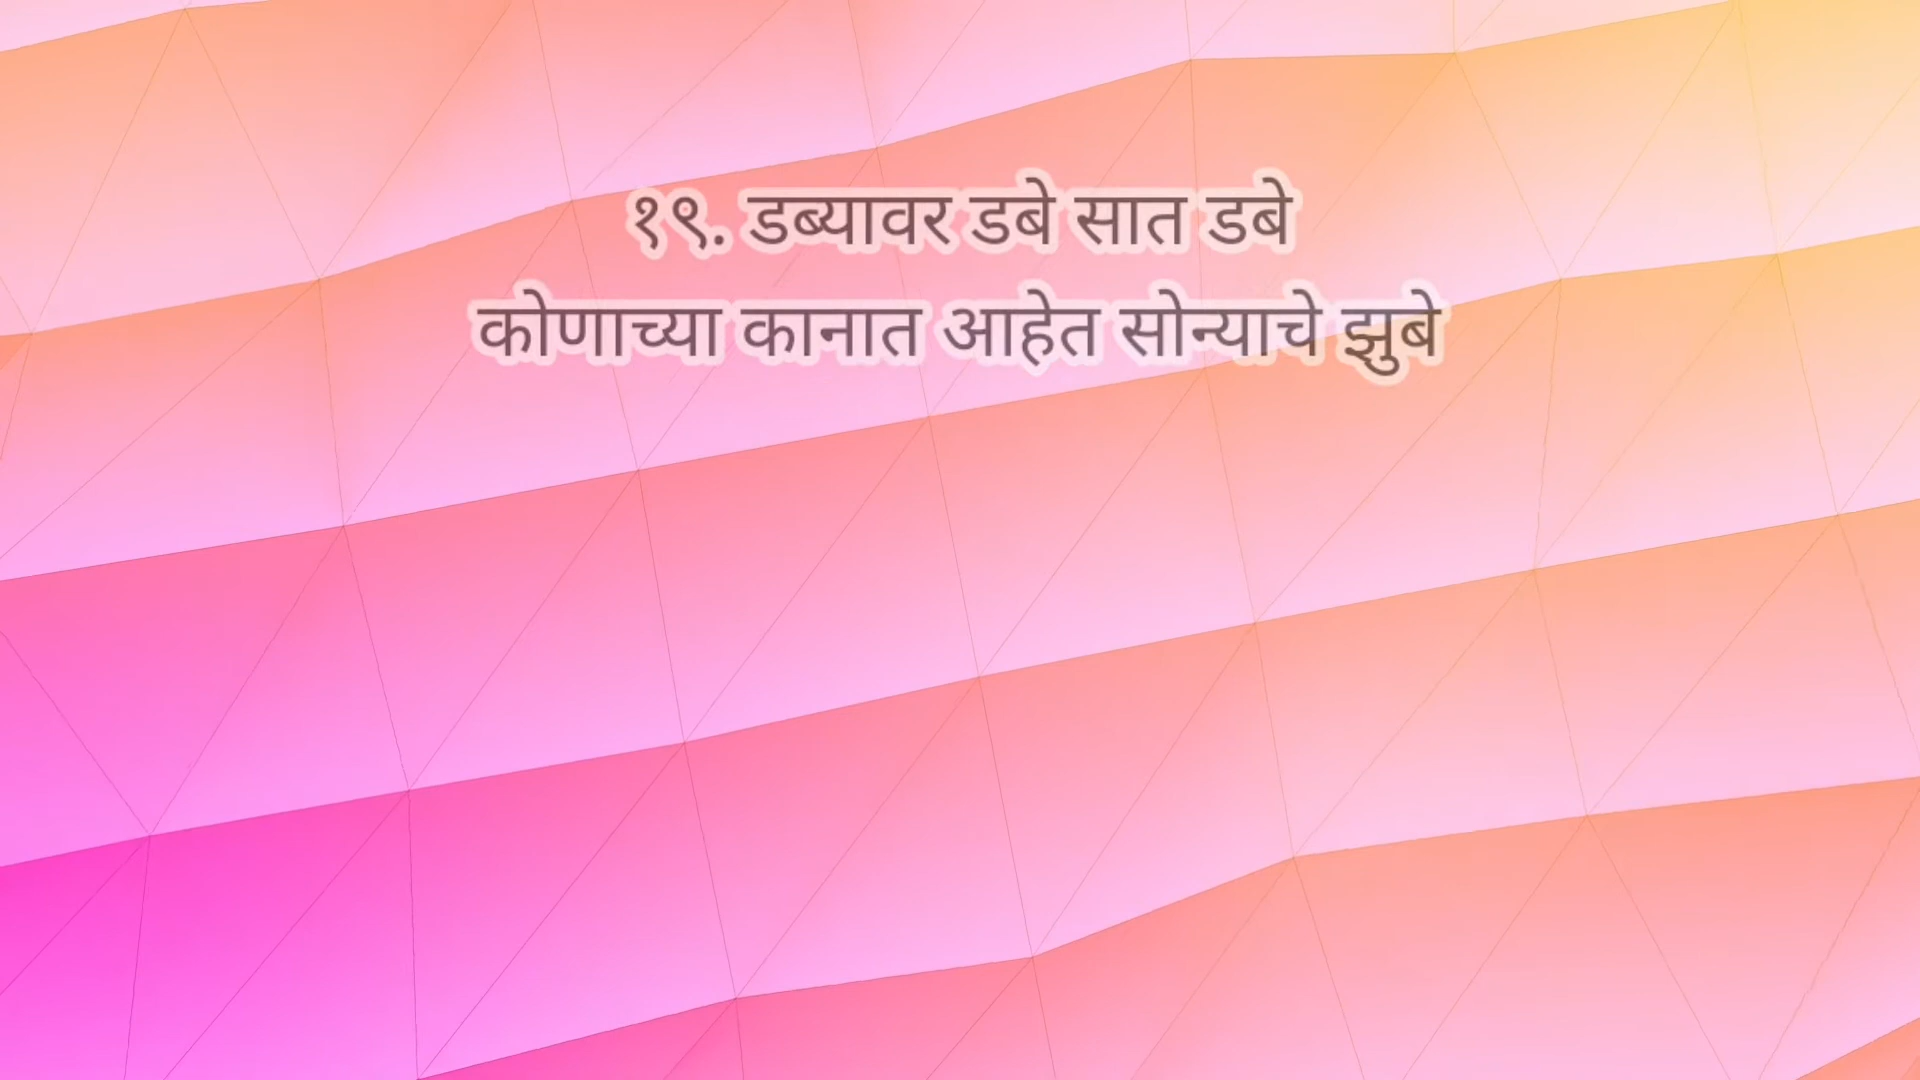 १९. डब्यावर डबे सात डबे
कोणाच्या कानात आहेत सोन्याचे झुबे